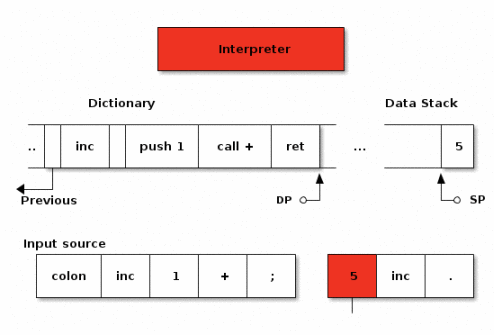 Interpreter
Dictionary Data Stack
.. inc push 1 call + ret ... 5
Previous DP SP
Input source
colon inc 1 + ; 5 inc .